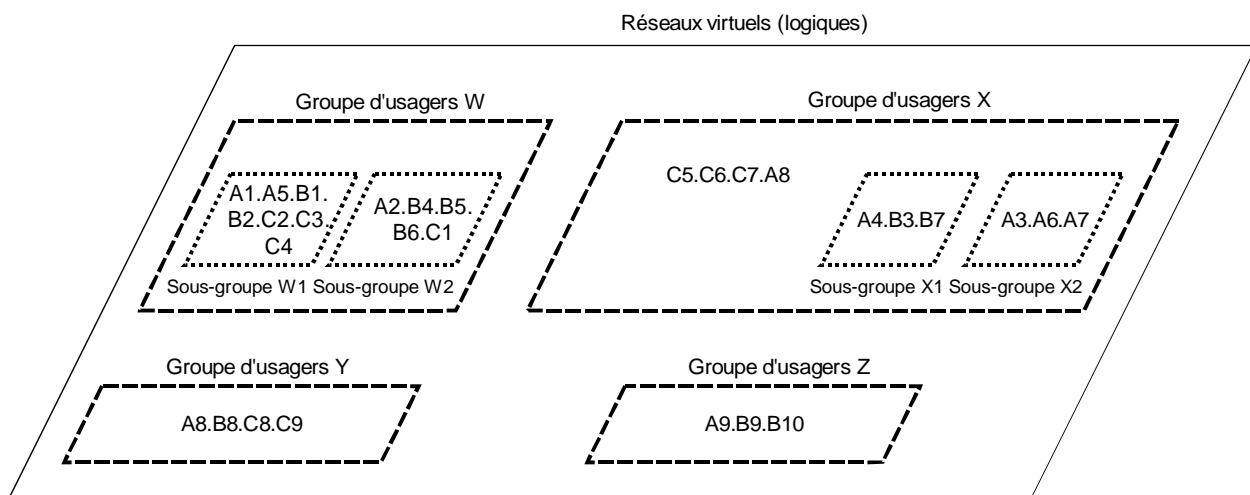 Réseaux virtuels (logiques)
Groupe d'usagers W
Groupe d'usagers X
A1.A5.B1.
B2.C2.C3.
C4
A2.B4.B5.
B6.C1
C5.C6.C7.A8
A4.B3.B7
A3.A6.A7
Sous-groupe W1
Sous-groupe W2
Sous-groupe X1
Sous-groupe X2
Groupe d'usagers Y
Groupe d'usagers Z
A8.B8.C8.C9
A9.B9.B10